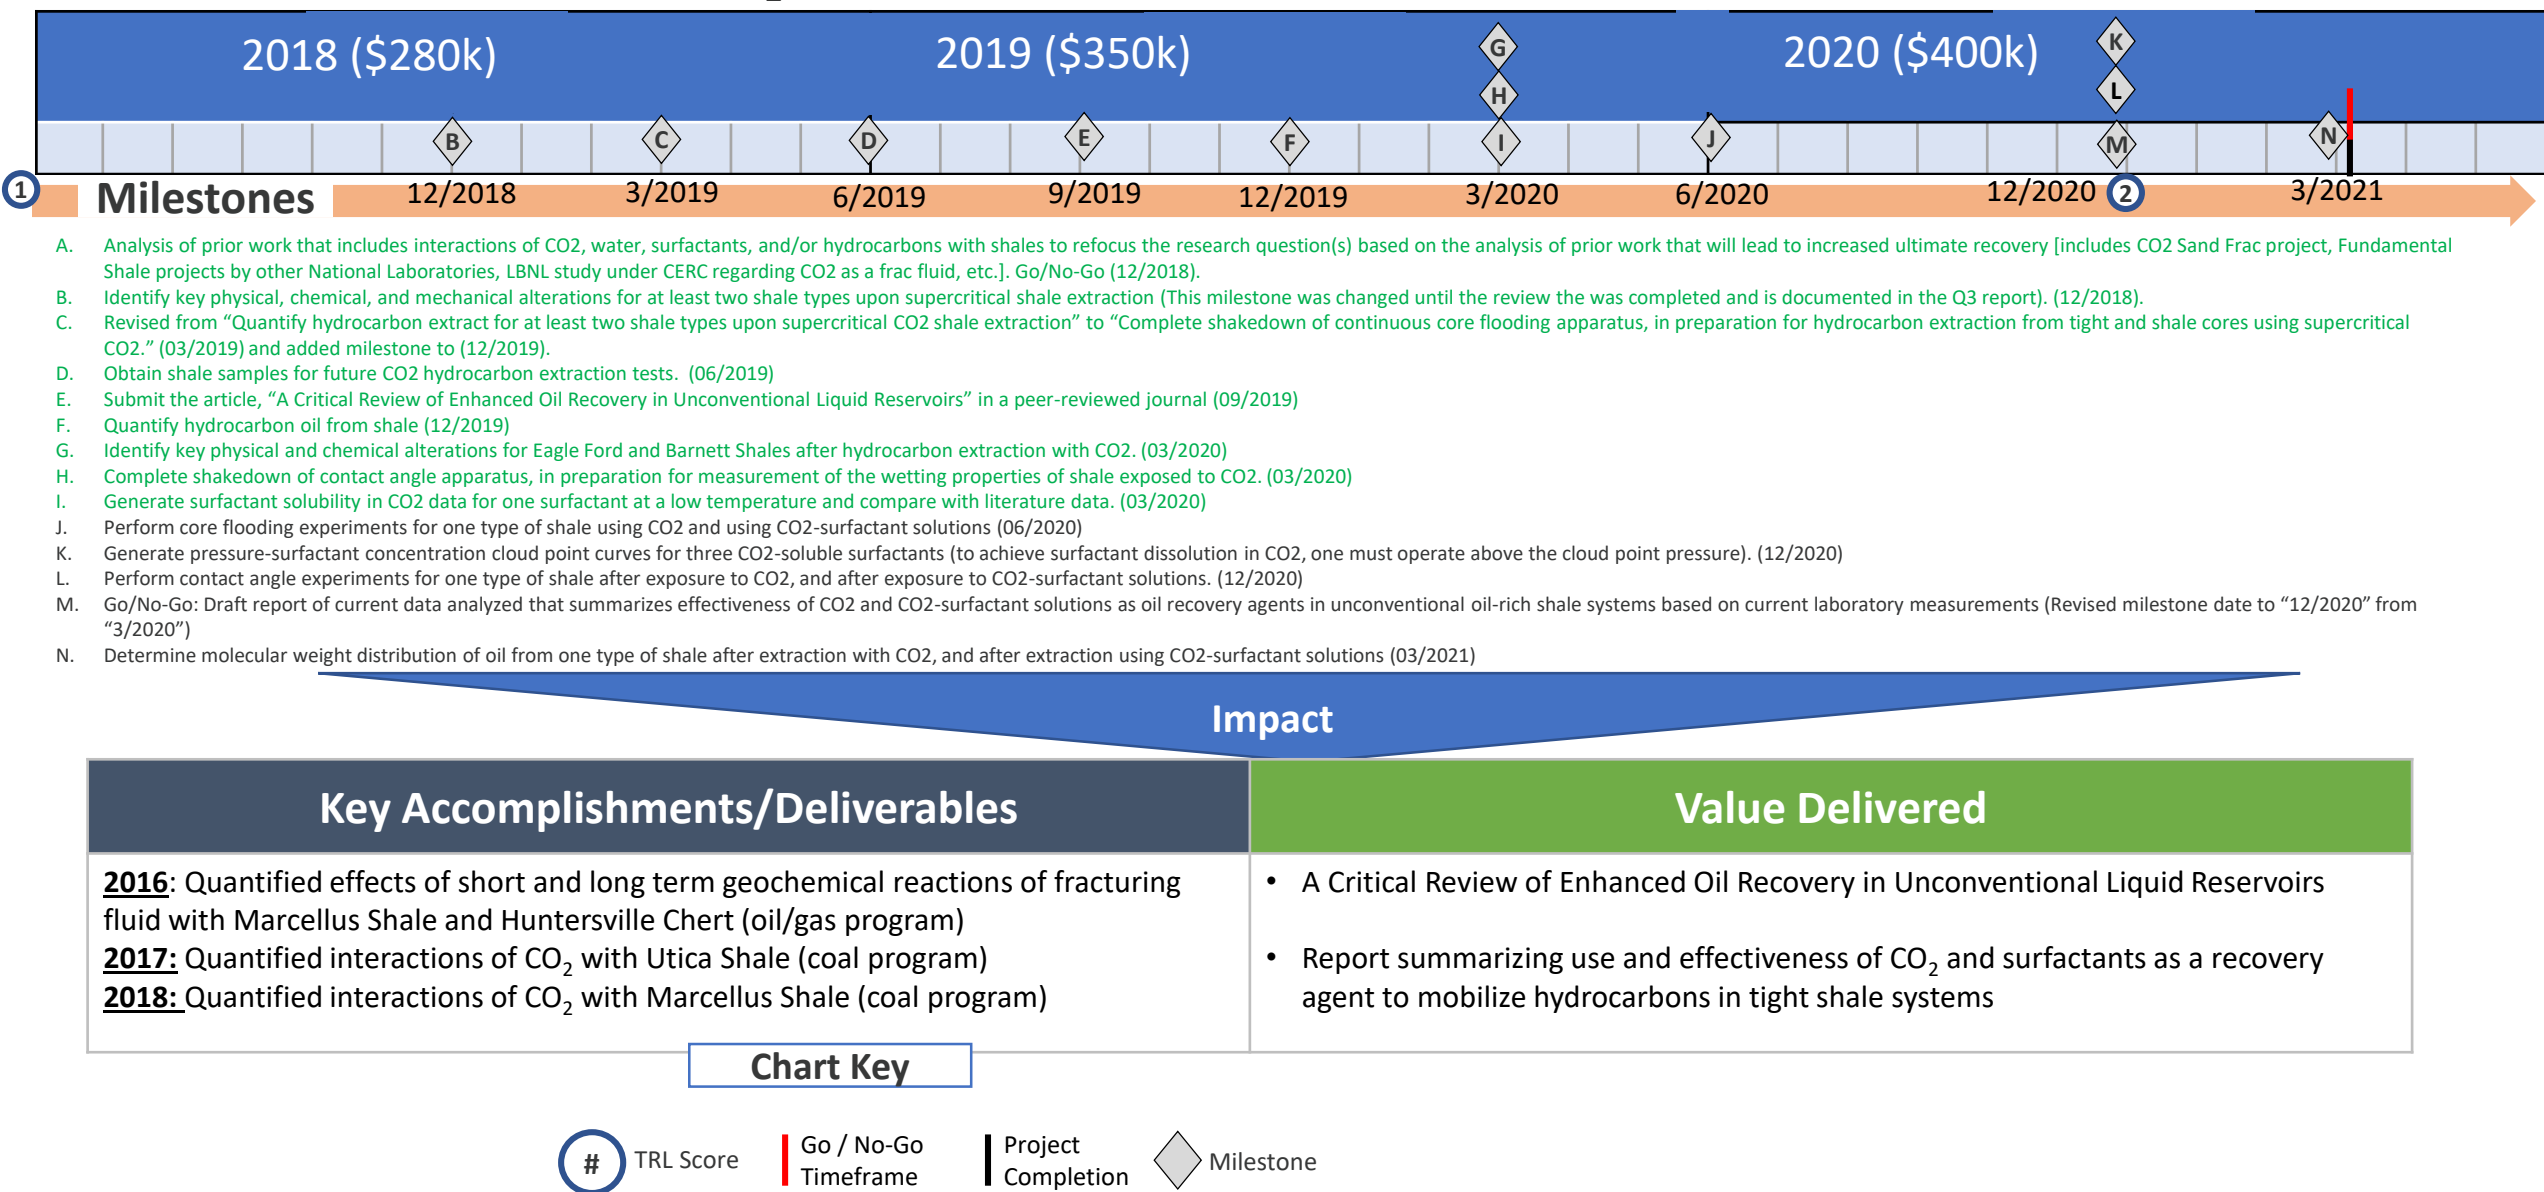 2018 ($280k)
2019 ($350k)
2020 ($400k)
G
K
H
L
B
C
D
E
F
I
J
M
N
1
Milestones
12/2018
3/2019
6/2019
9/2019
12/2019
3/2020
6/2020
12/2020
2
3/2021
A. Analysis of prior work that includes interactions of CO2, water, surfactants, and/or hydrocarbons with shales to refocus the research question(s) based on the analysis of prior work that will lead to increased ultimate recovery [includes CO2 Sand Frac project, Fundamental
Shale projects by other National Laboratories, LBNL study under CERC regarding CO2 as a frac fluid, etc.]. Go/No-Go (12/2018).
B. Identify key physical, chemical, and mechanical alterations for at least two shale types upon supercritical shale extraction (This milestone was changed until the review the was completed and is documented in the Q3 report). (12/2018).
C. Revised from “Quantify hydrocarbon extract for at least two shale types upon supercritical CO2 shale extraction” to “Complete shakedown of continuous core flooding apparatus, in preparation for hydrocarbon extraction from tight and shale cores using supercritical
CO2.” (03/2019) and added milestone to (12/2019).
D. Obtain shale samples for future CO2 hydrocarbon extraction tests. (06/2019)
E. Submit the article, “A Critical Review of Enhanced Oil Recovery in Unconventional Liquid Reservoirs” in a peer-reviewed journal (09/2019)
F. Quantify hydrocarbon oil from shale (12/2019)
G. Identify key physical and chemical alterations for Eagle Ford and Barnett Shales after hydrocarbon extraction with CO2. (03/2020)
H. Complete shakedown of contact angle apparatus, in preparation for measurement of the wetting properties of shale exposed to CO2. (03/2020)
I. Generate surfactant solubility in CO2 data for one surfactant at a low temperature and compare with literature data. (03/2020)
J. Perform core flooding experiments for one type of shale using CO2 and using CO2-surfactant solutions (06/2020)
K. Generate pressure-surfactant concentration cloud point curves for three CO2-soluble surfactants (to achieve surfactant dissolution in CO2, one must operate above the cloud point pressure). (12/2020)
L. Perform contact angle experiments for one type of shale after exposure to CO2, and after exposure to CO2-surfactant solutions. (12/2020)
M. Go/No-Go: Draft report of current data analyzed that summarizes effectiveness of CO2 and CO2-surfactant solutions as oil recovery agents in unconventional oil-rich shale systems based on current laboratory measurements (Revised milestone date to “12/2020” from
“3/2020”)
N. Determine molecular weight distribution of oil from one type of shale after extraction with CO2, and after extraction using CO2-surfactant solutions (03/2021)
Impact
Key Accomplishments/Deliverables
Value Delivered
2016: Quantified effects of short and long term geochemical reactions of fracturing
fluid with Marcellus Shale and Huntersville Chert (oil/gas program)
2017: Quantified interactions of CO2 with Utica Shale (coal program)
2018: Quantified interactions of CO2 with Marcellus Shale (coal program)
• A Critical Review of Enhanced Oil Recovery in Unconventional Liquid Reservoirs
• Report summarizing use and effectiveness of CO2 and surfactants as a recovery
agent to mobilize hydrocarbons in tight shale systems
Chart Key
# TRL Score
Go / No-Go
Timeframe
Project
Completion
Milestone